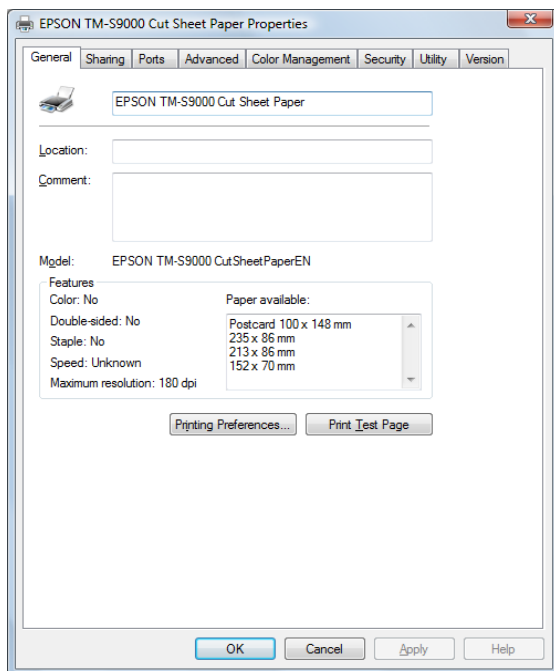 EPSON TM-S9000 Cut Sheet Paper Properties
General Sharing Ports Advanced Color Management Security Utility Version
EPSON TM-S9000 Cut Sheet Paper
Location:
Comment:
Model: EPSON TM-S9000 CutSheetPaperEN
Features
Color: No Paper available:
Double-sided: No Postcard 100 x 148 mm
235 x 86 mm
Staple: No 213 x 86 mm
Speed: Unknown 152 x 70 mm
Maximum resolution: 180 dpi
Printing Preferences... Print Test Page
OK Cancel Apply Help